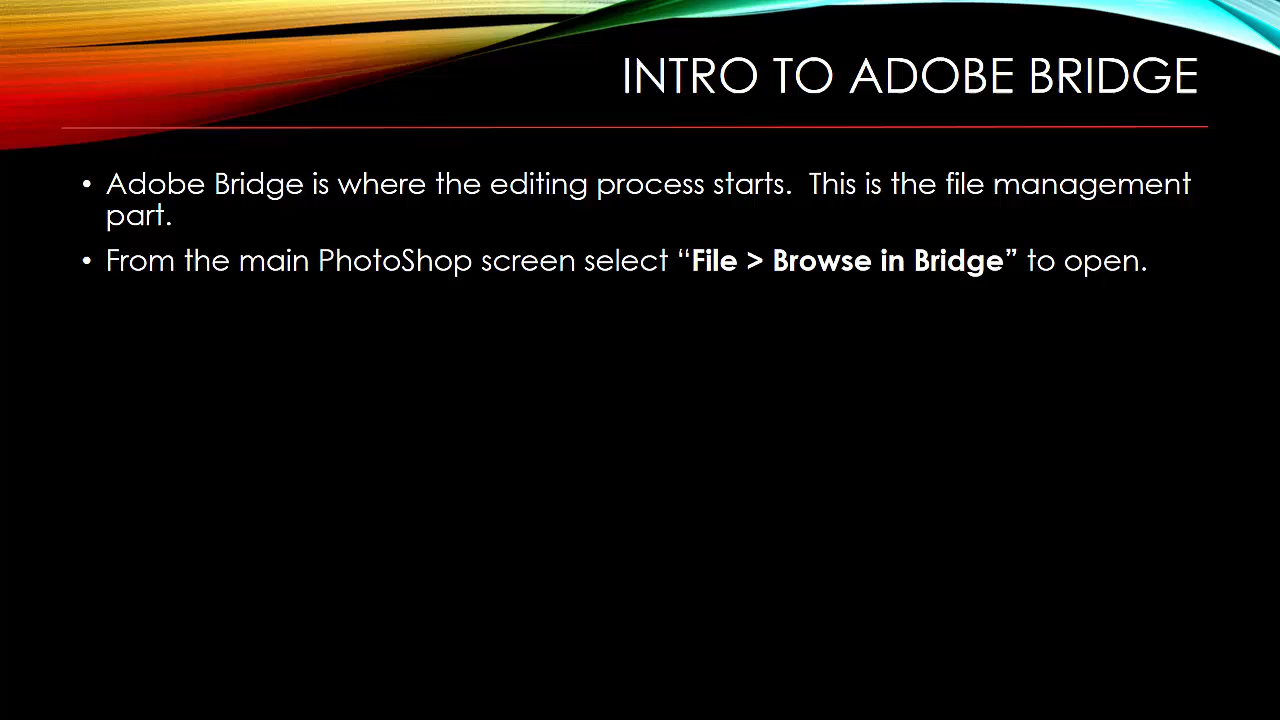 INTRO TO ADOBE BRIDGE
• Adobe Bridge is where the editing process starts.  This is the file management
part.
• From the main PhotoShop screen select “File > Browse in Bridge” to open.